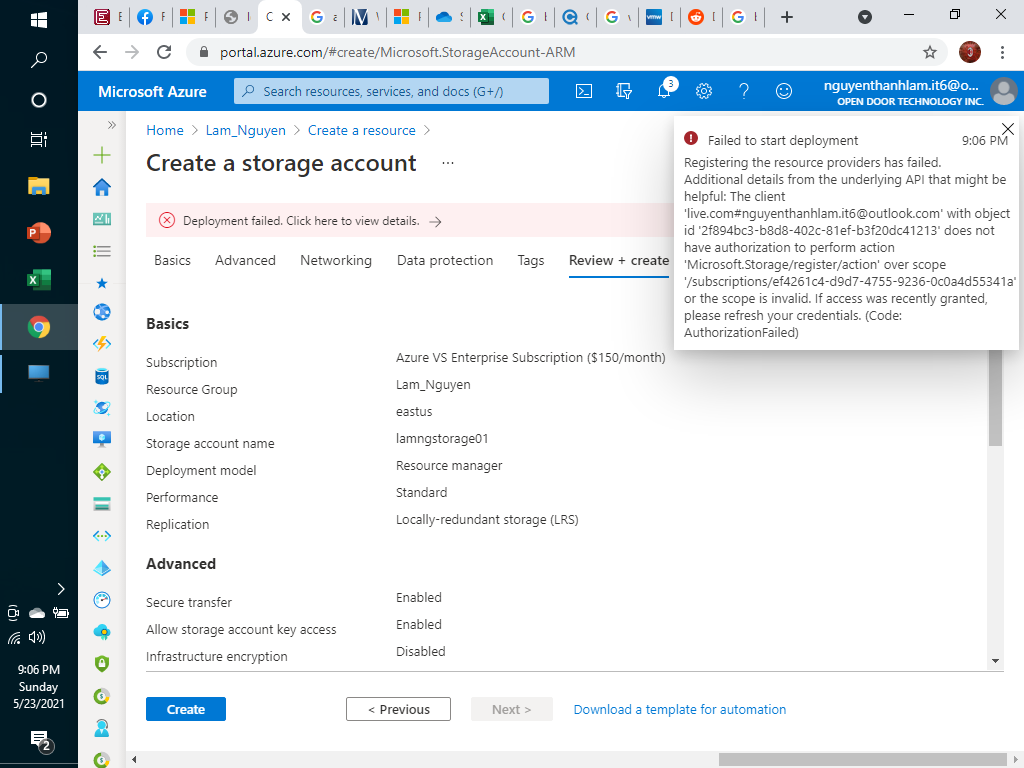 portal.azure.com/#create/Microsoft.StorageAccount-ARM
Microsoft Azure
Search resources, services, and docs (G+/)
3
nguyenthanhlam.it6@o...
OPEN DOOR TECHNOLOGY INC.
Home > Lam_Nguyen > Create a resource >
Create a storage account ...
Failed to start deployment 9:06 PM
Registering the resource providers has failed.
Additional details from the underlying API that might be
helpful: The client
'live.com#nguyenthanhlam.it6@outlook.com' with object
id '2f894bc3-b8d8-402c-81ef-b3f20dc41213' does not
have authorization to perform action
'Microsoft.Storage/register/action' over scope
'/subscriptions/ef4261c4-d9d7-4755-9236-0c0a4d55341a'
or the scope is invalid. If access was recently granted,
please refresh your credentials. (Code:
AuthorizationFailed)
Deployment failed. Click here to view details. →
Basics Advanced Networking Data protection Tags Review + create
Basics
Subscription Azure VS Enterprise Subscription ($150/month)
Resource Group Lam_Nguyen
Location eastus
Storage account name lamngstorage01
Deployment model Resource manager
Performance Standard
Replication Locally-redundant storage (LRS)
Advanced
Secure transfer Enabled
Allow storage account key access Enabled
Infrastructure encryption Disabled
Create < Previous Next > Download a template for automation
9:06 PM
Sunday
5/23/2021
2